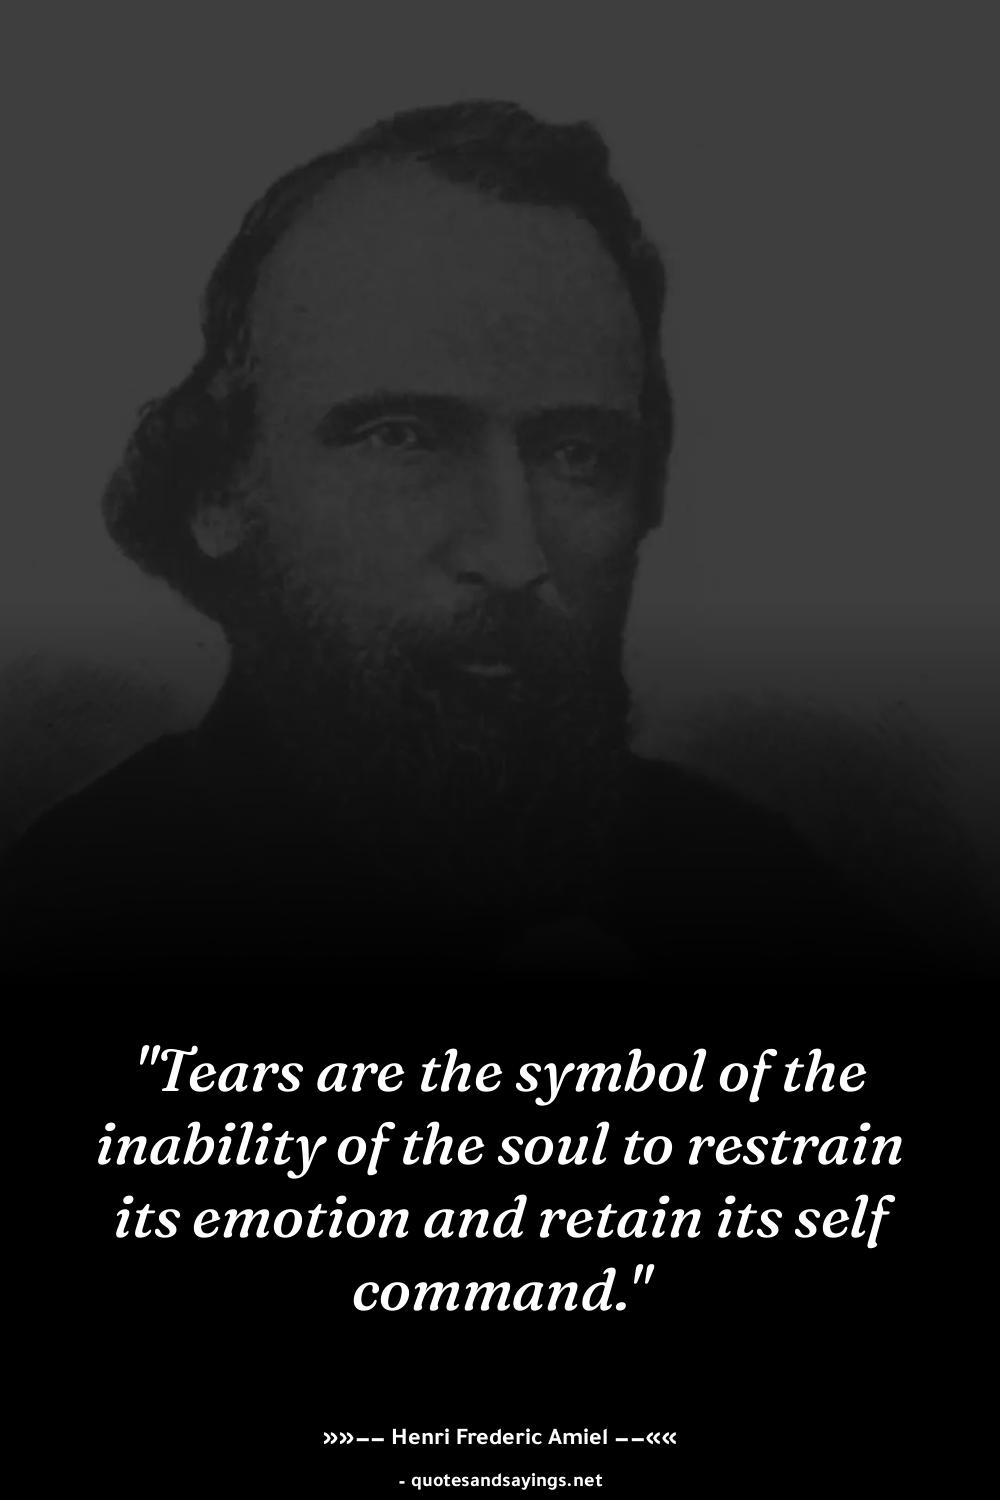 "Tears are the symbol of the
inability of the soul to restrain
its emotion and retain its self
command."
»»–– Henri Frederic Amiel ––««
- quotesandsayings.net